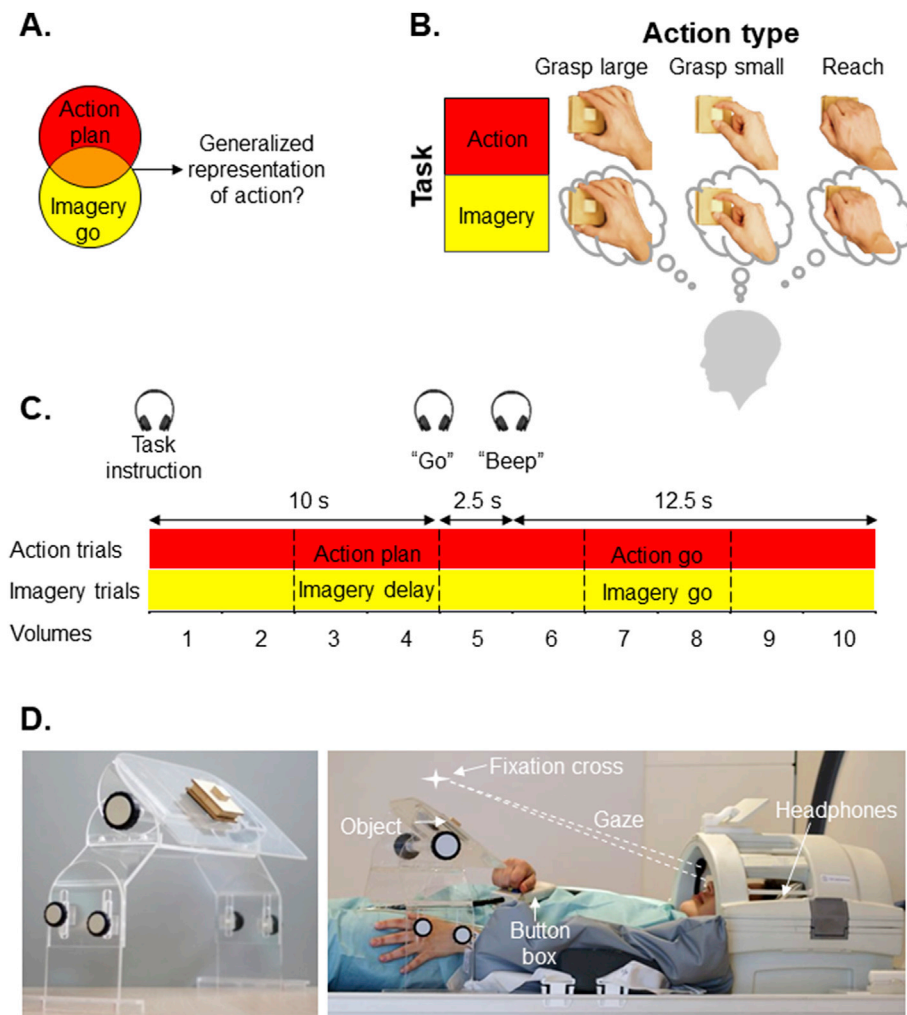 A.
Action
plan
Imagery
go
Generalized
representation
of action?
B.
Action type
Grasp large Grasp small Reach
Task
Action
Imagery
C.
Task
instruction
“Go” “Beep”
10 s 2.5 s 12.5 s
Action trials Action plan Action go
Imagery trials Imagery delay Imagery go
Volumes 1 2 3 4 5 6 7 8 9 10
D.
Fixation cross
Object
Gaze
Headphones
Button
box